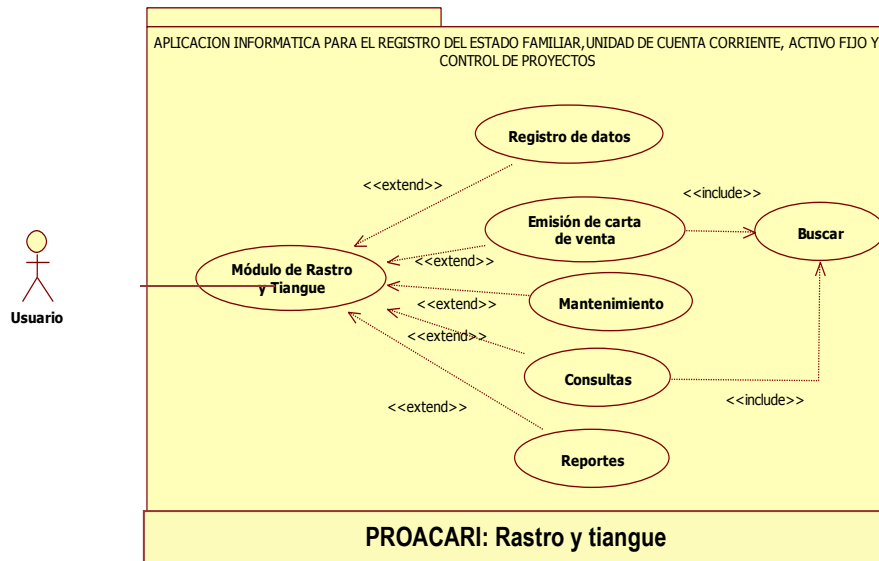 APLICACION INFORMATICA PARA EL REGISTRO DEL ESTADO FAMILIAR,UNIDAD DE CUENTA CORRIENTE, ACTIVO FIJO Y
CONTROL DE PROYECTOS
Registro de datos
<<extend>>
<<include>>
Emisión de carta
de venta
Buscar
<<extend>>
Módulo de Rastro
y Tiangue
Mantenimiento
<<extend>>
Usuario
<<extend>>
Consultas
<<extend>>
<<include>>
Reportes
PROACARI: Rastro y tiangue